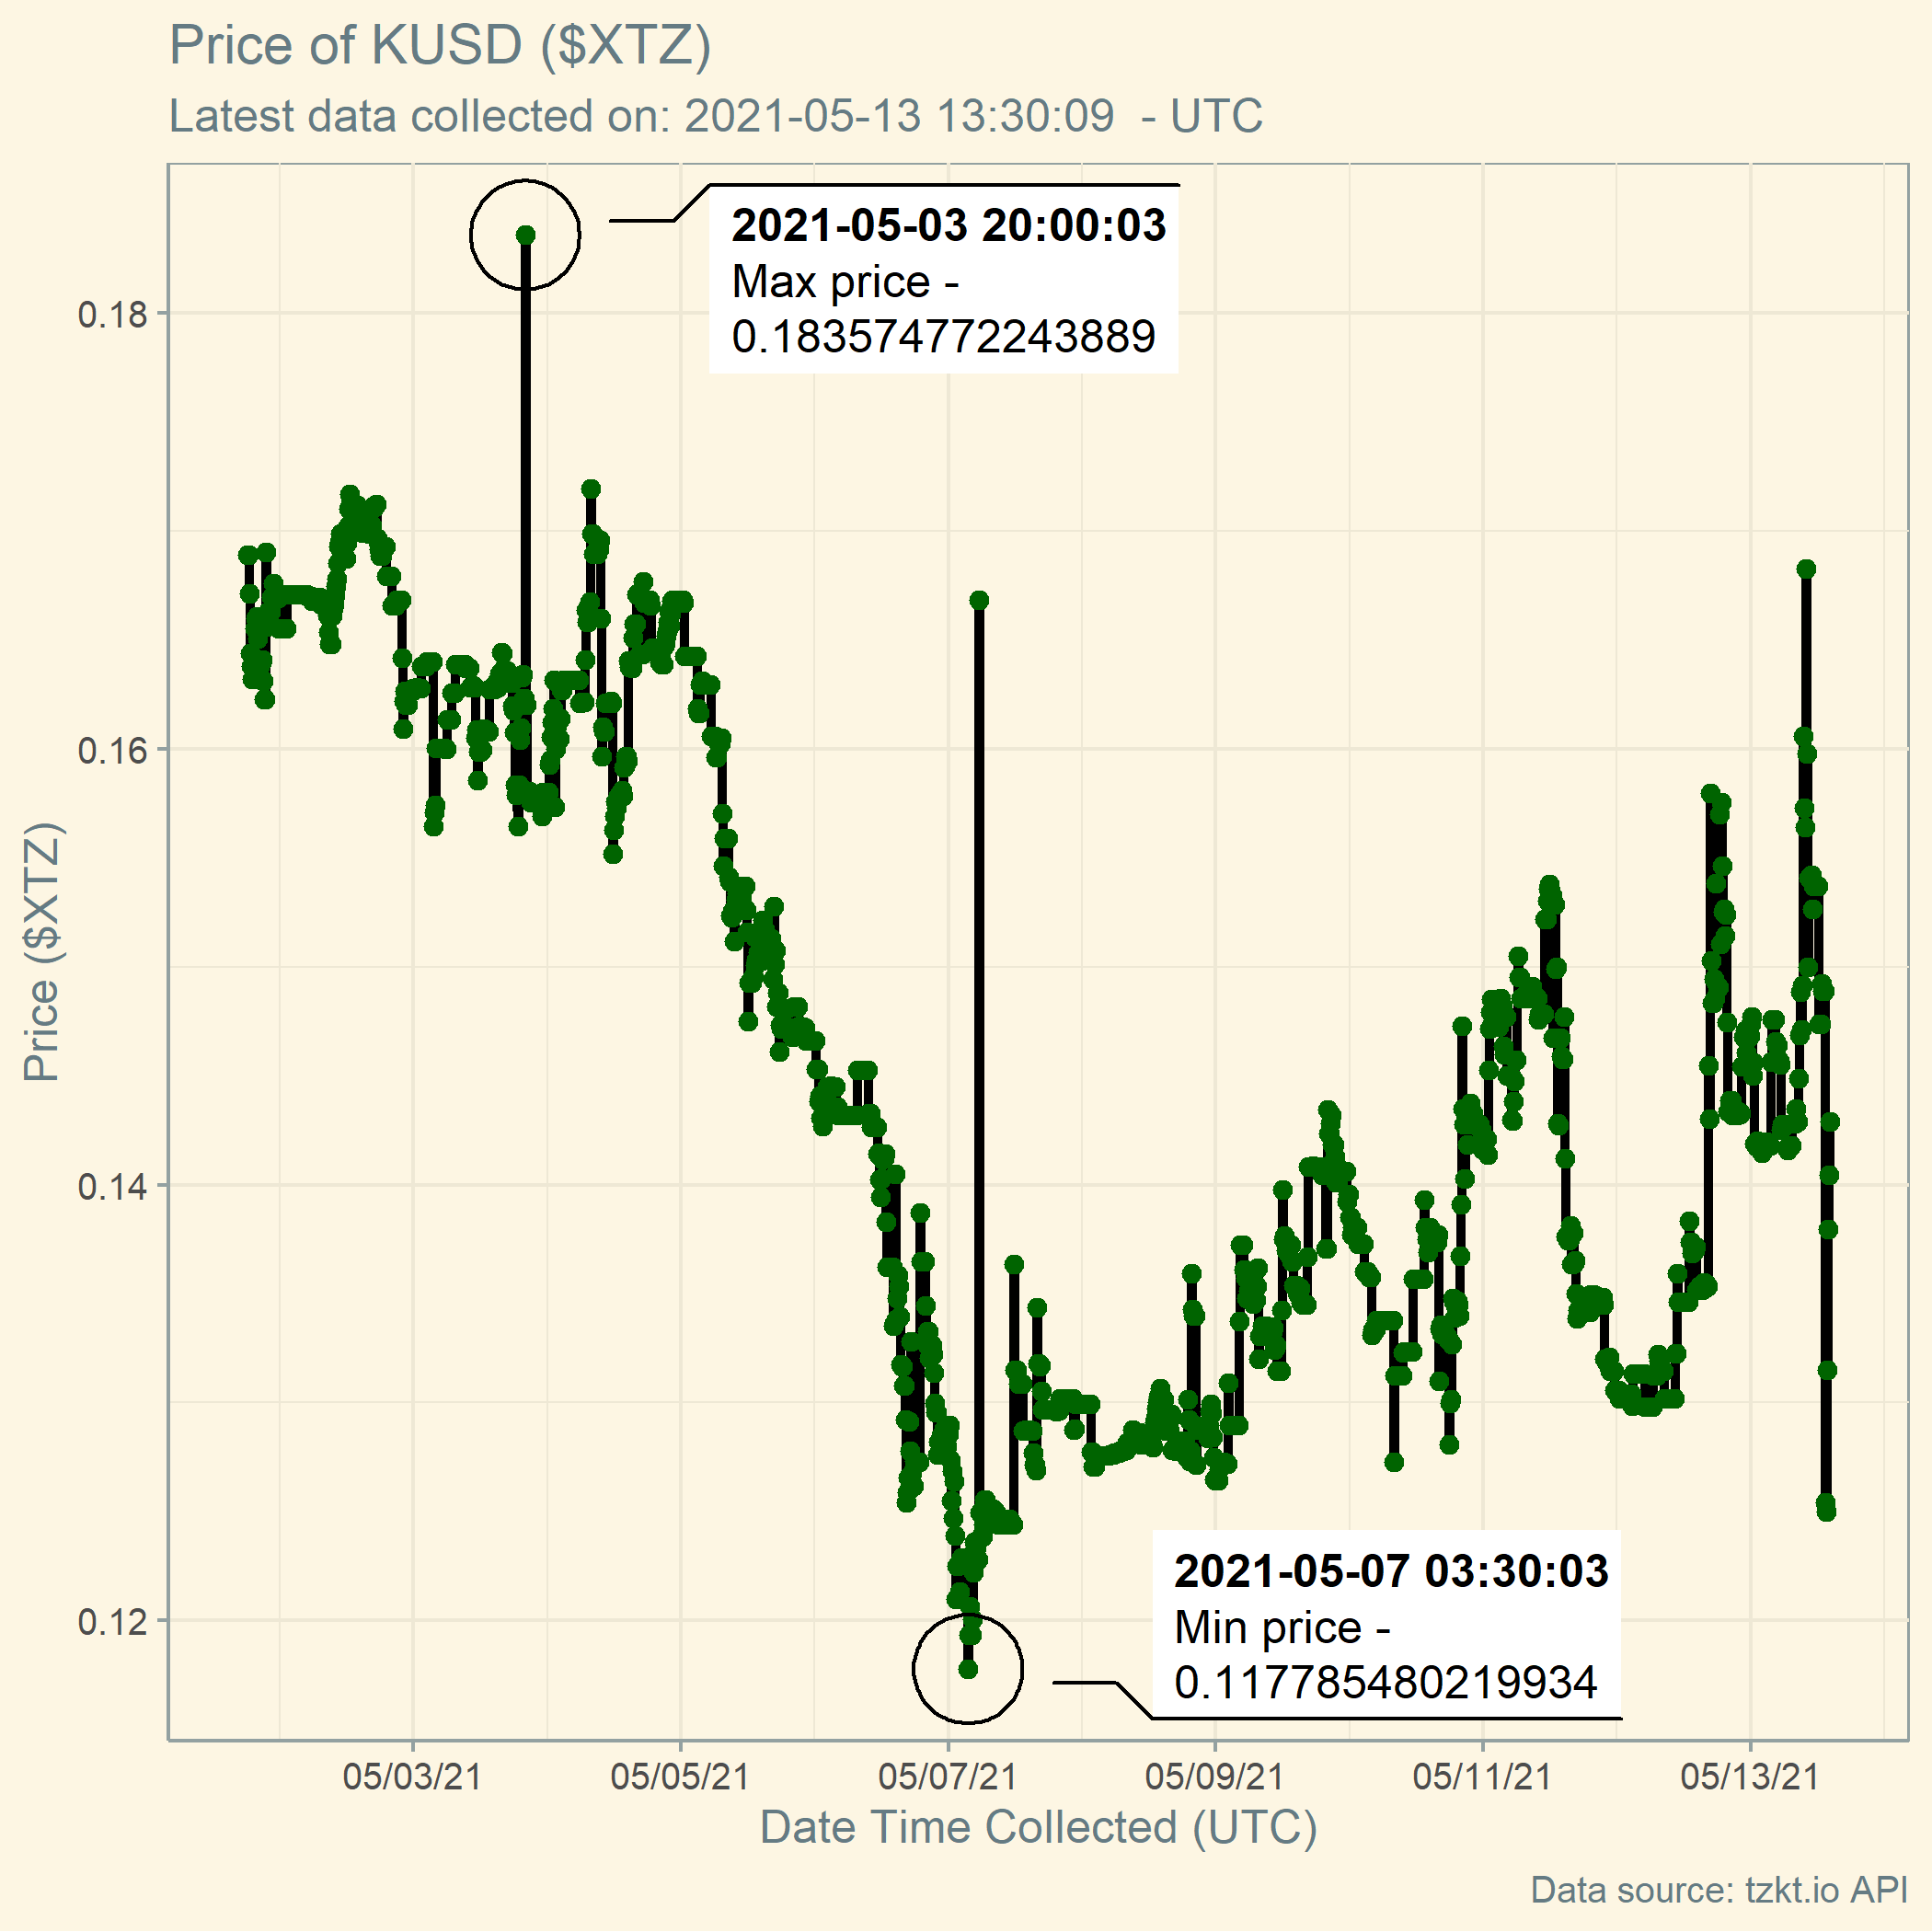 Price of KUSD ($XTZ)
Latest data collected on: 2021-05-13 13:30:09  - UTC
2021-05-03 20:00:03
Max price -
0.183574772243889
0.18
0.16
0.14
0.12
Price ($XTZ)
2021-05-07 03:30:03
Min price -
0.117785480219934
05/03/21
05/05/21
05/07/21
05/09/21
05/11/21
05/13/21
Date Time Collected (UTC)
Data source: tzkt.io API